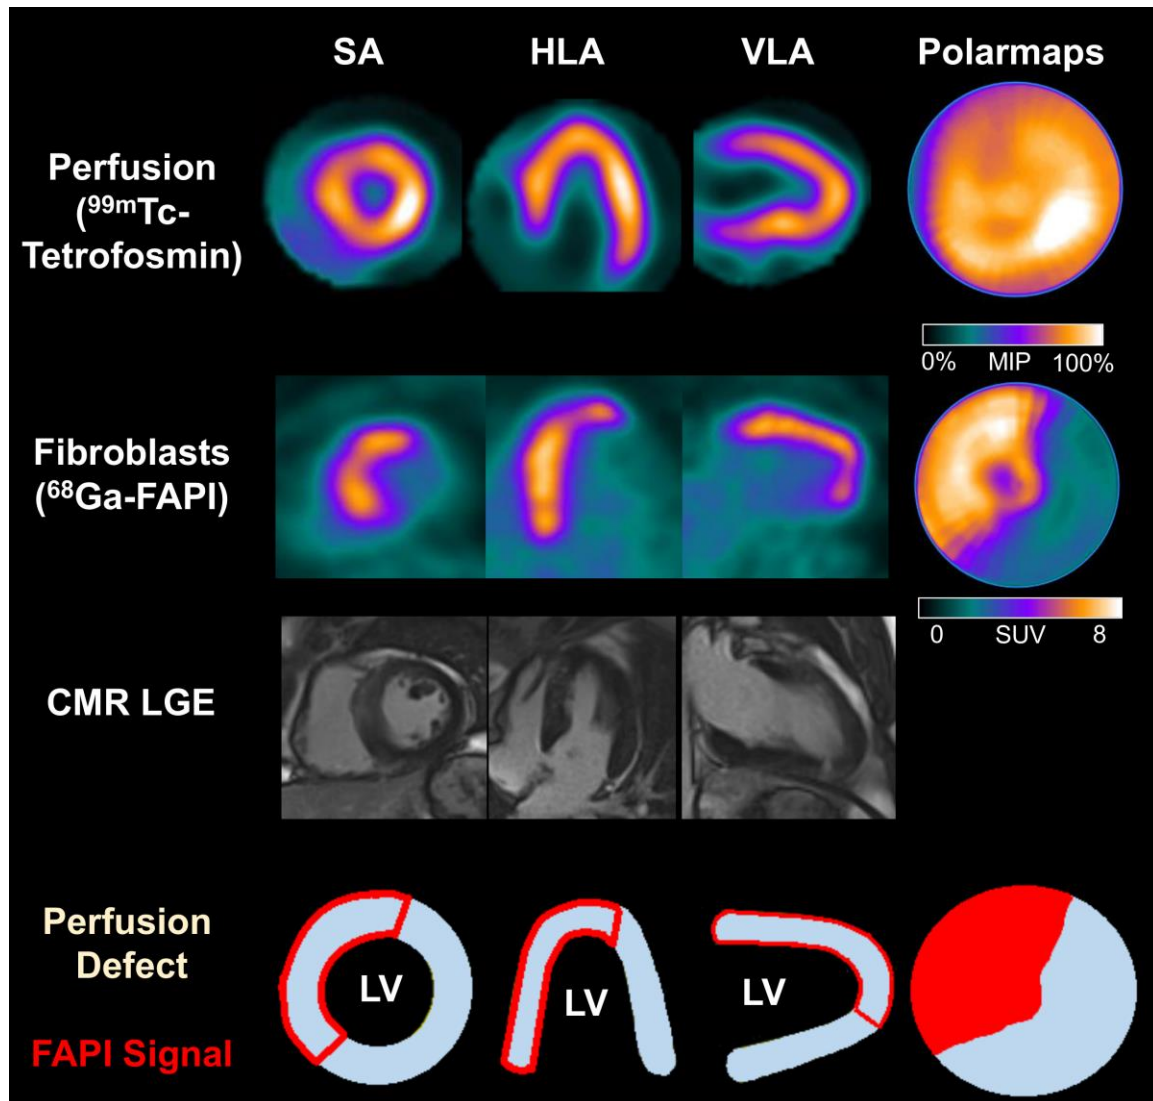 SA HLA VLA Polarmaps
Perfusion
(⁹⁹ᵐTc-
Tetrofosmin)
0% MIP 100%
Fibroblasts
(⁶⁸Ga-FAPI)
0 SUV 8
CMR LGE
Perfusion
Defect
LV LV LV
FAPI Signal